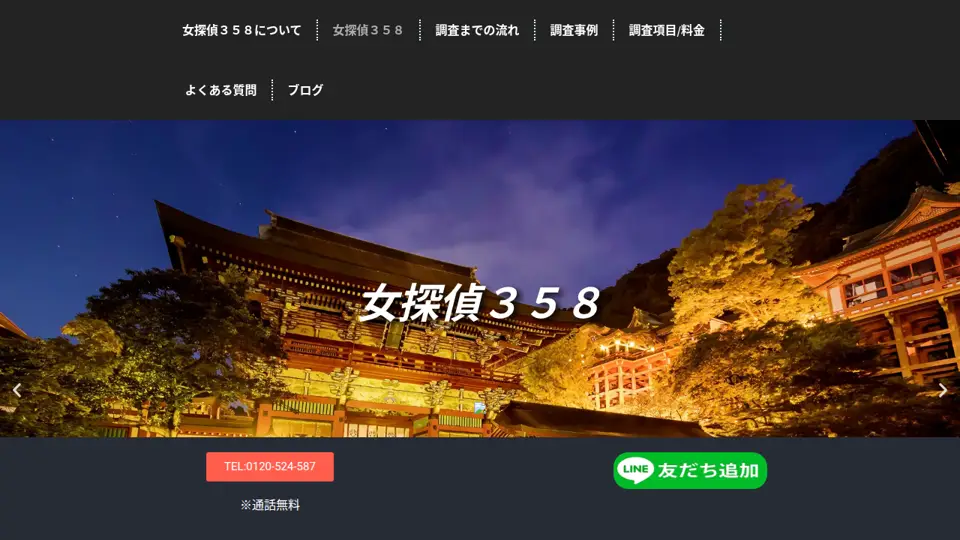 女探偵３５８について
女探偵３５８
調査までの流れ
調査事例
調査項目/料金
よくある質問
ブログ
女探偵３５８
TEL:0120-524-587
LINE 友だち追加
※通話無料